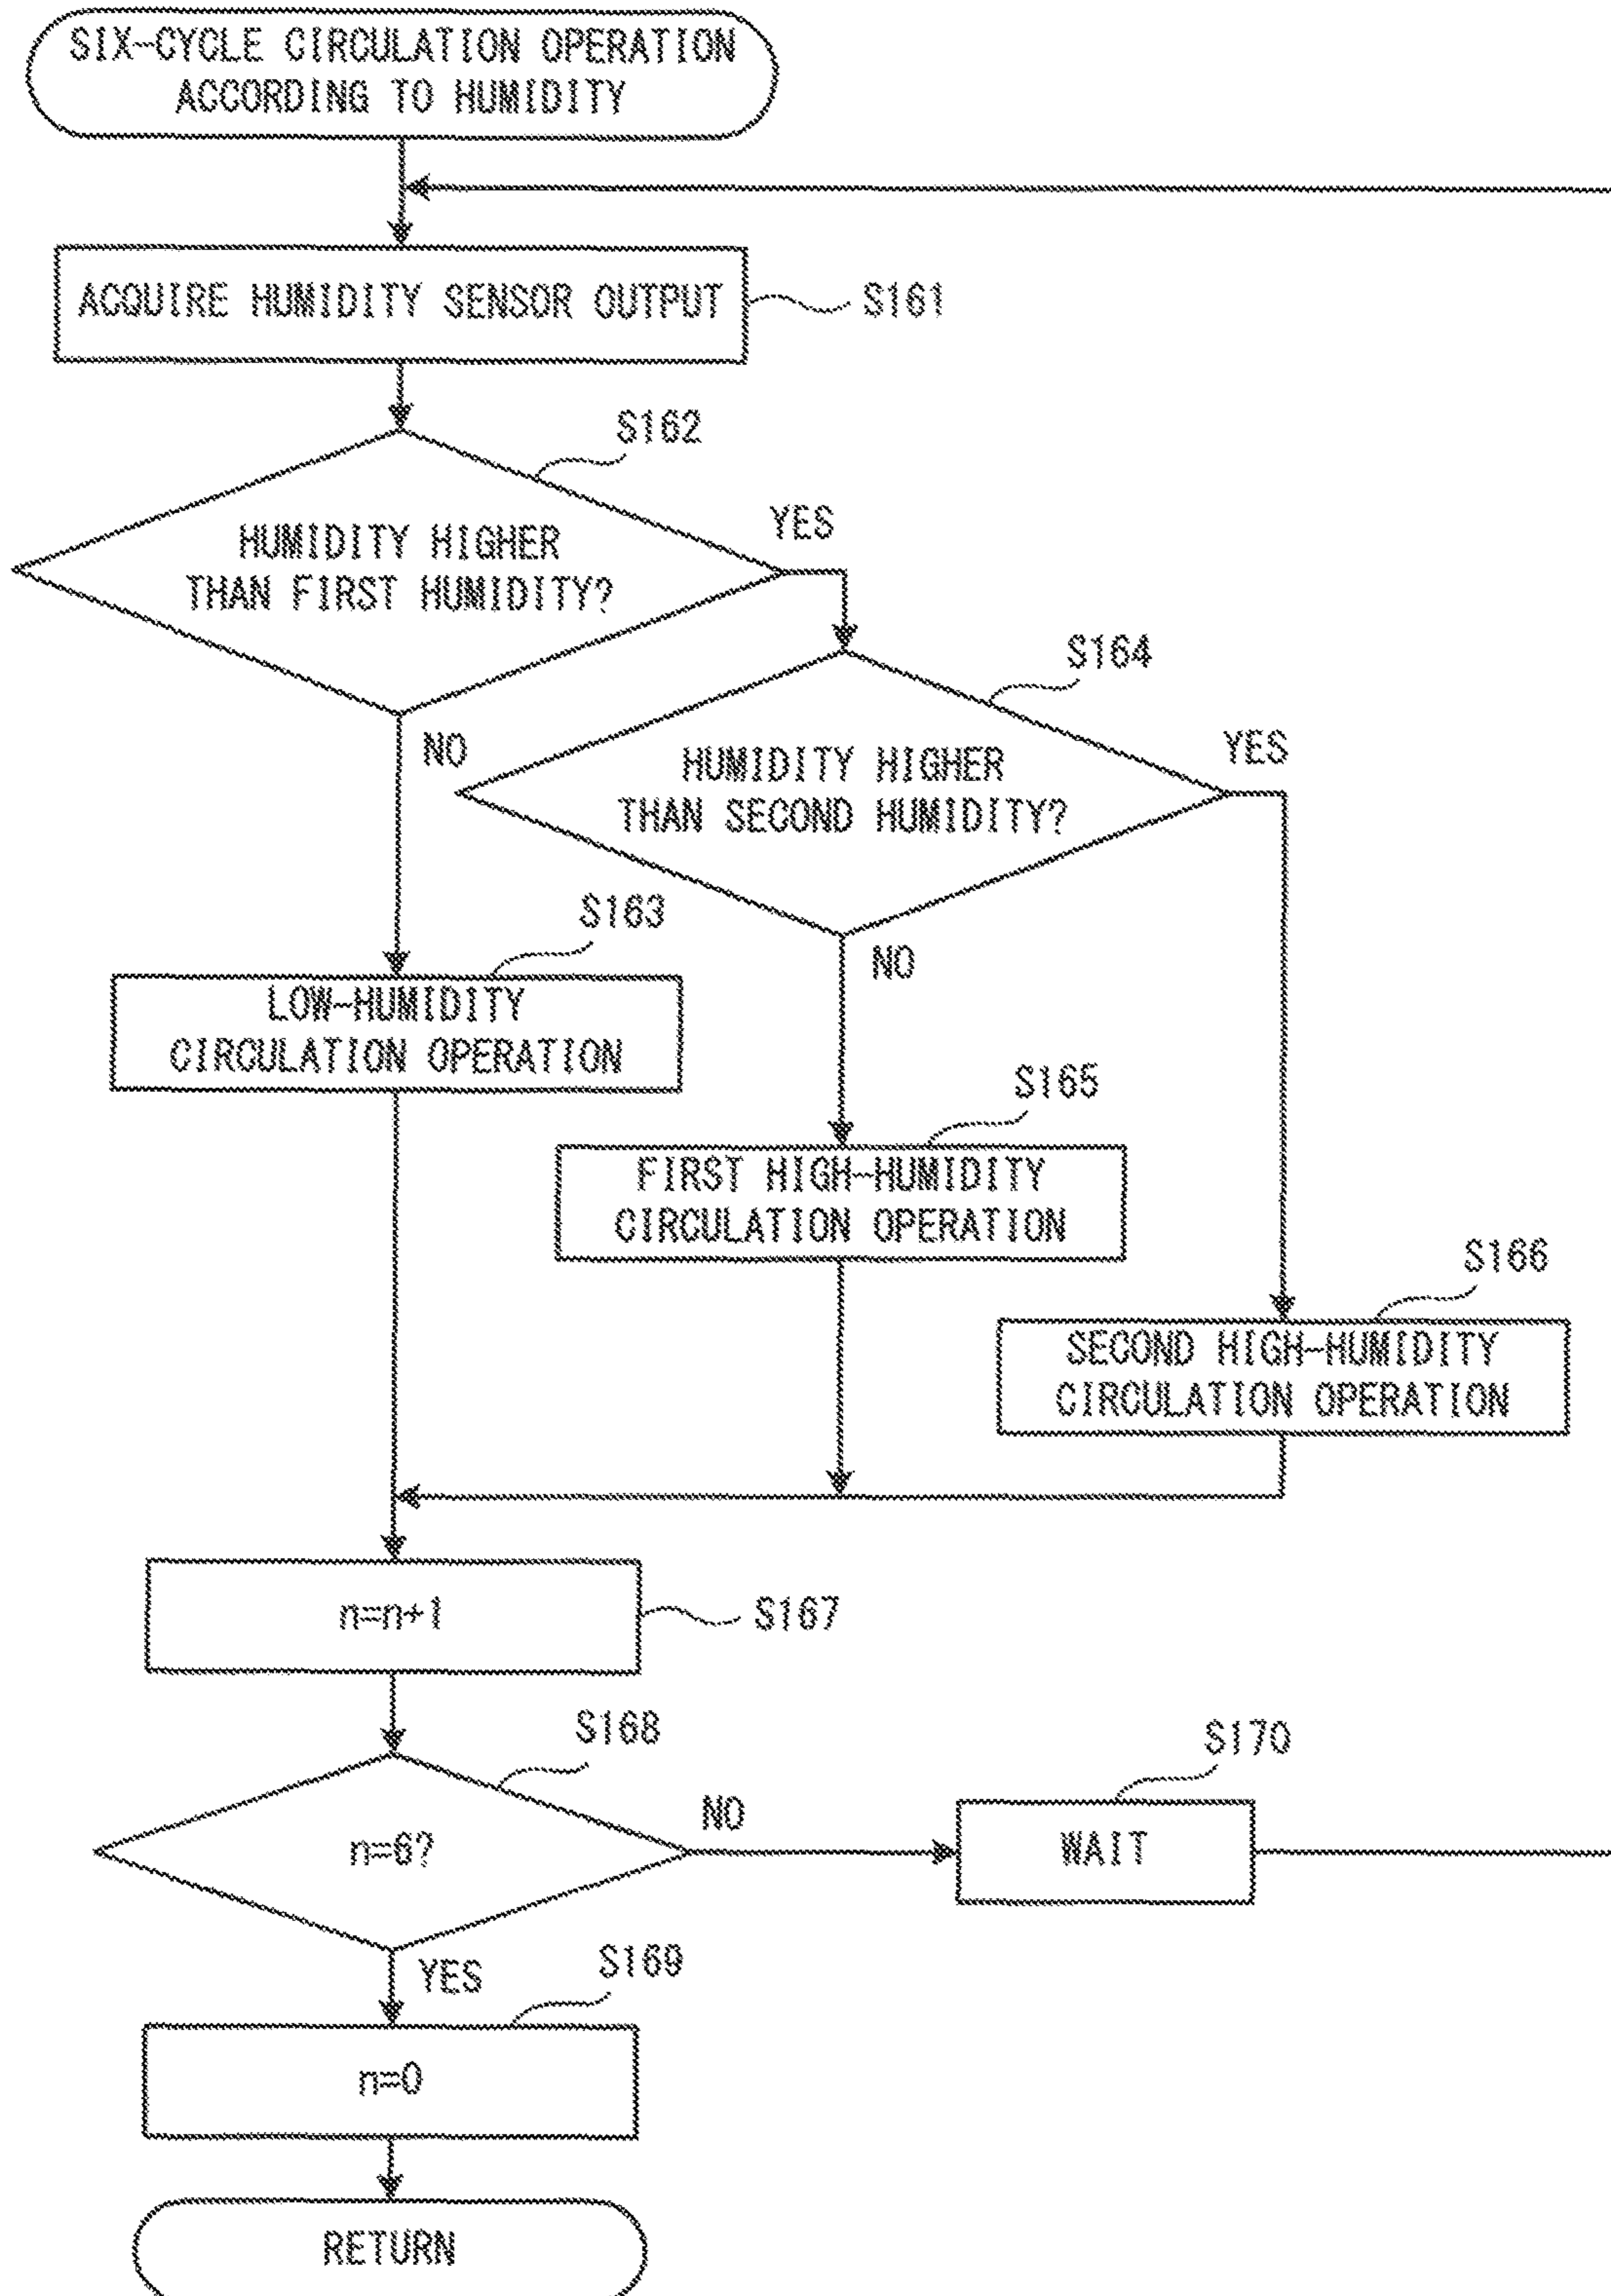 SIX-CYCLE CIRCULATION OPERATION
ACCORDING TO HUMIDITY
ACQUIRE HUMIDITY SENSOR OUTPUT
S161
S162
HUMIDITY HIGHER
THAN FIRST HUMIDITY?
YES
NO
S164
HUMIDITY HIGHER
THAN SECOND HUMIDITY?
YES
NO
S163
LOW-HUMIDITY
CIRCULATION OPERATION
S165
FIRST HIGH-HUMIDITY
CIRCULATION OPERATION
S166
SECOND HIGH-HUMIDITY
CIRCULATION OPERATION
n=n+1
S167
S168
n=6?
NO
S170
WAIT
YES
S169
n=0
RETURN